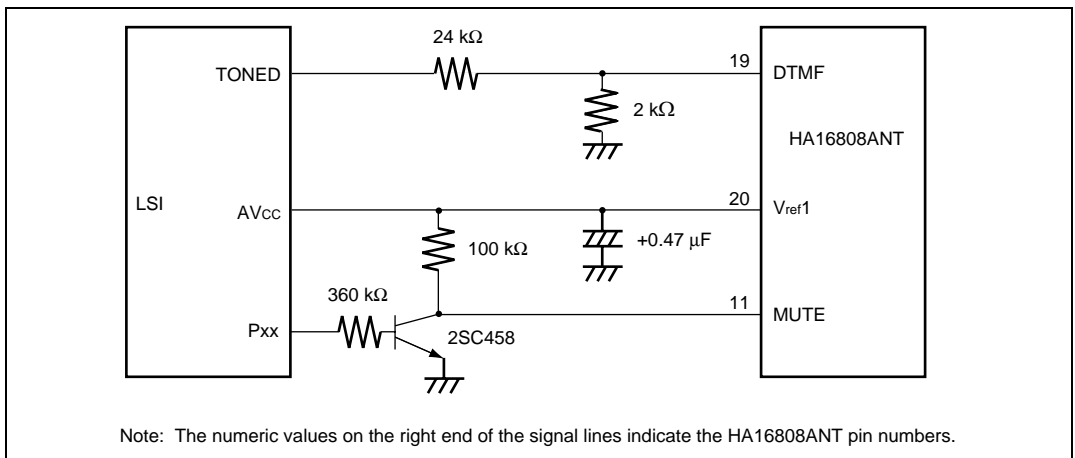 24 kΩ
TONED
19
DTMF
2 kΩ
HA16808ANT
LSI
AVCC
20
Vref1
100 kΩ
+0.47 μF
360 kΩ
11
MUTE
Pxx
2SC458
Note: The numeric values on the right end of the signal lines indicate the HA16808ANT pin numbers.